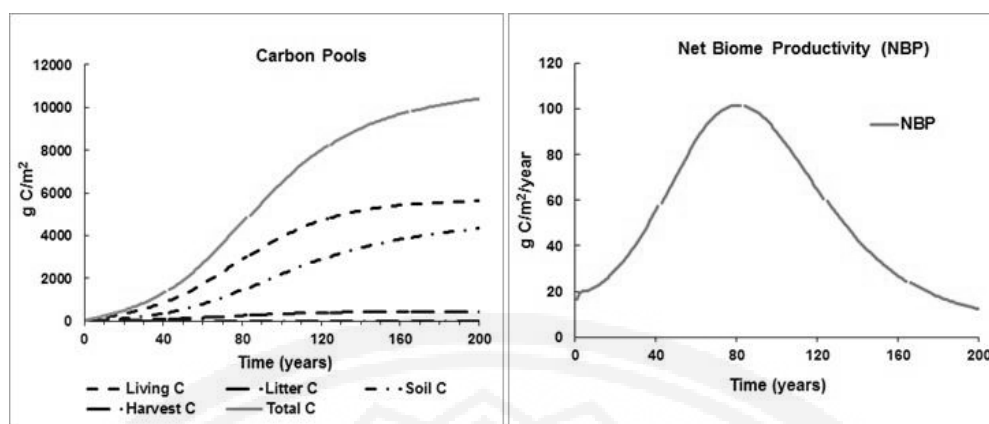 Carbon Pools
12000
10000
8000
6000
4000
2000
0
g C/m²
0 40 80 120 160 200
Time (years)
Living C Litter C Soil C
Harvest C Total C
Net Biome Productivity (NBP)
120
100
80
60
40
20
0
g C/m²/year
NBP
0 40 80 120 160 200
Time (years)